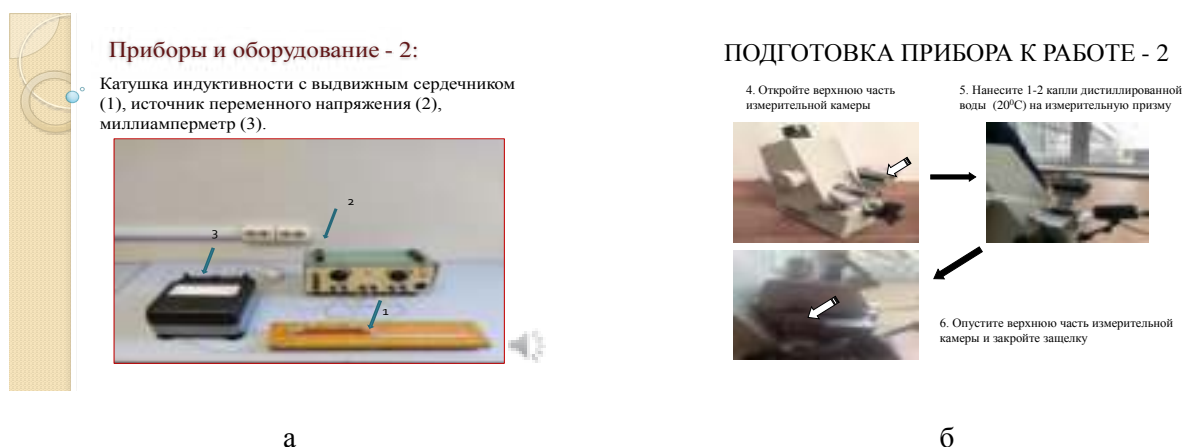 Приборы и оборудование - 2:
Катушка индуктивности с выдвижным сердечником
(1), источник переменного напряжения (2),
миллиамперметр (3).
2
3
1
а
ПОДГОТОВКА ПРИБОРА К РАБОТЕ - 2
4. Откройте верхнюю часть
измерительной камеры
5. Нанесите 1-2 капли дистиллированной
воды (20⁰С) на измерительную призму
6. Опустите верхнюю часть измерительной
камеры и закройте защелку
б